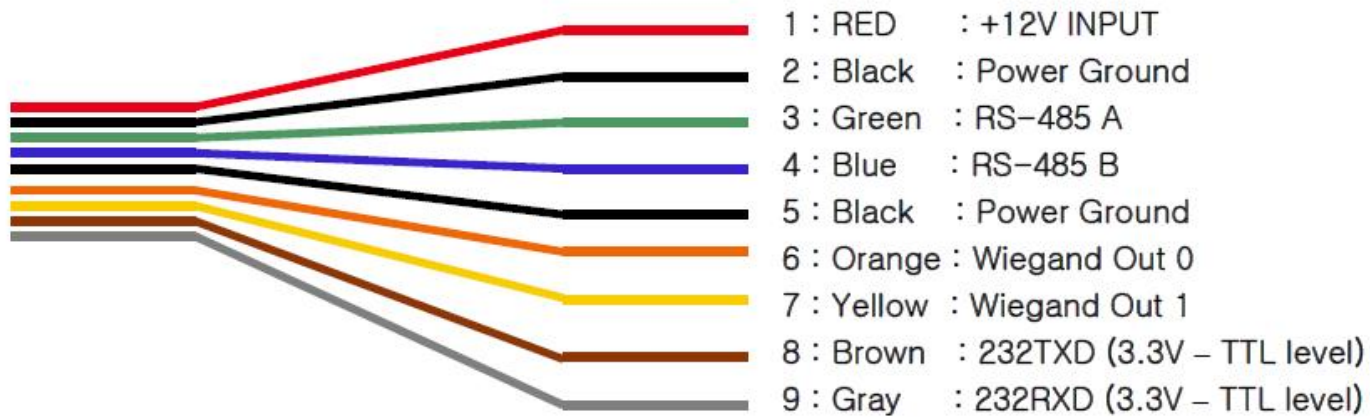 1 : RED : +12V INPUT
2 : Black : Power Ground
3 : Green : RS-485 A
4 : Blue : RS-485 B
5 : Black : Power Ground
6 : Orange : Wiegand Out 0
7 : Yellow : Wiegand Out 1
8 : Brown : 232TXD (3.3V – TTL level)
9 : Gray : 232RXD (3.3V – TTL level)